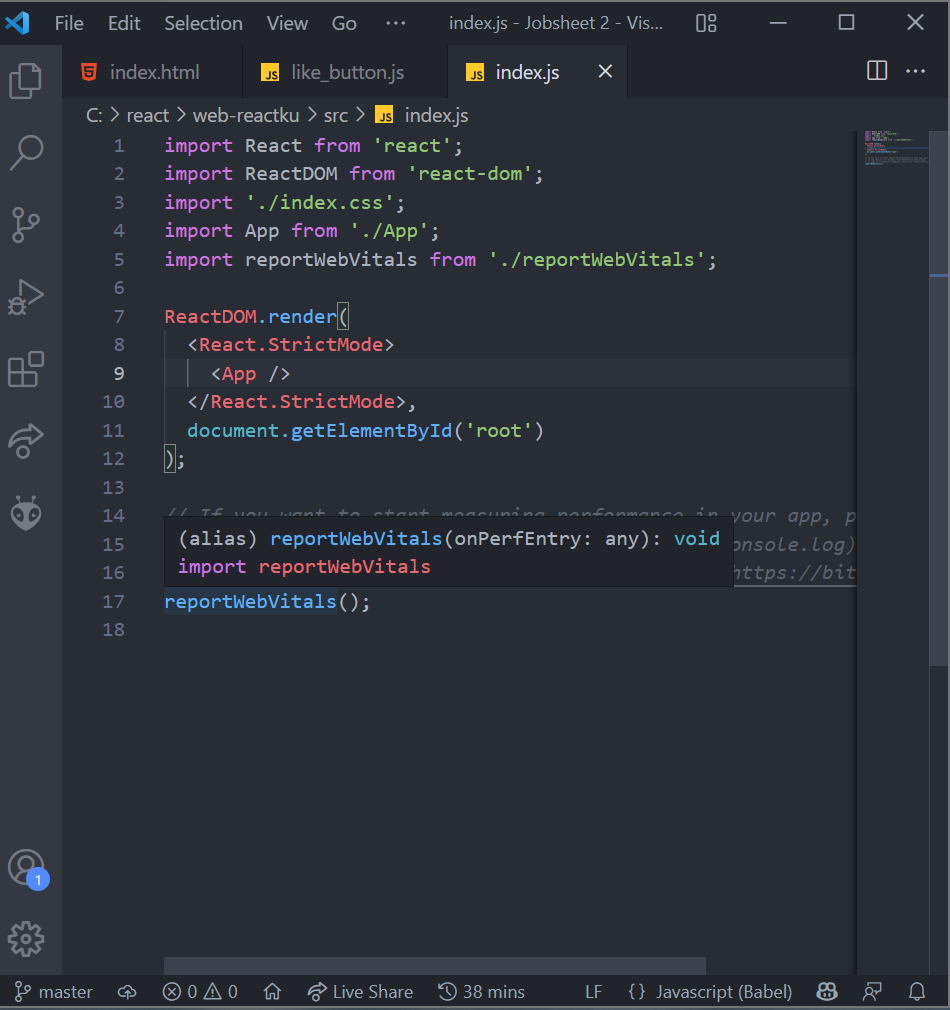 File Edit Selection View Go ··· index.js - Jobsheet 2 - Vis...
index.html like_button.js index.js
C: > react > web-reactku > src > index.js
1 import React from 'react';
2 import ReactDOM from 'react-dom';
3 import './index.css';
4 import App from './App';
5 import reportWebVitals from './reportWebVitals';
6
7 ReactDOM.render(
8 <React.StrictMode>
9 <App />
10 </React.StrictMode>,
11 document.getElementById('root')
12 );
13
14 // If you want to start measuring performance in your app, p
(alias) reportWebVitals(onPerfEntry: any): void
15 onsole.log)
import reportWebVitals
16 https://bit
17 reportWebVitals();
18
1
master 0 0 Live Share 38 mins LF {} Javascript (Babel)